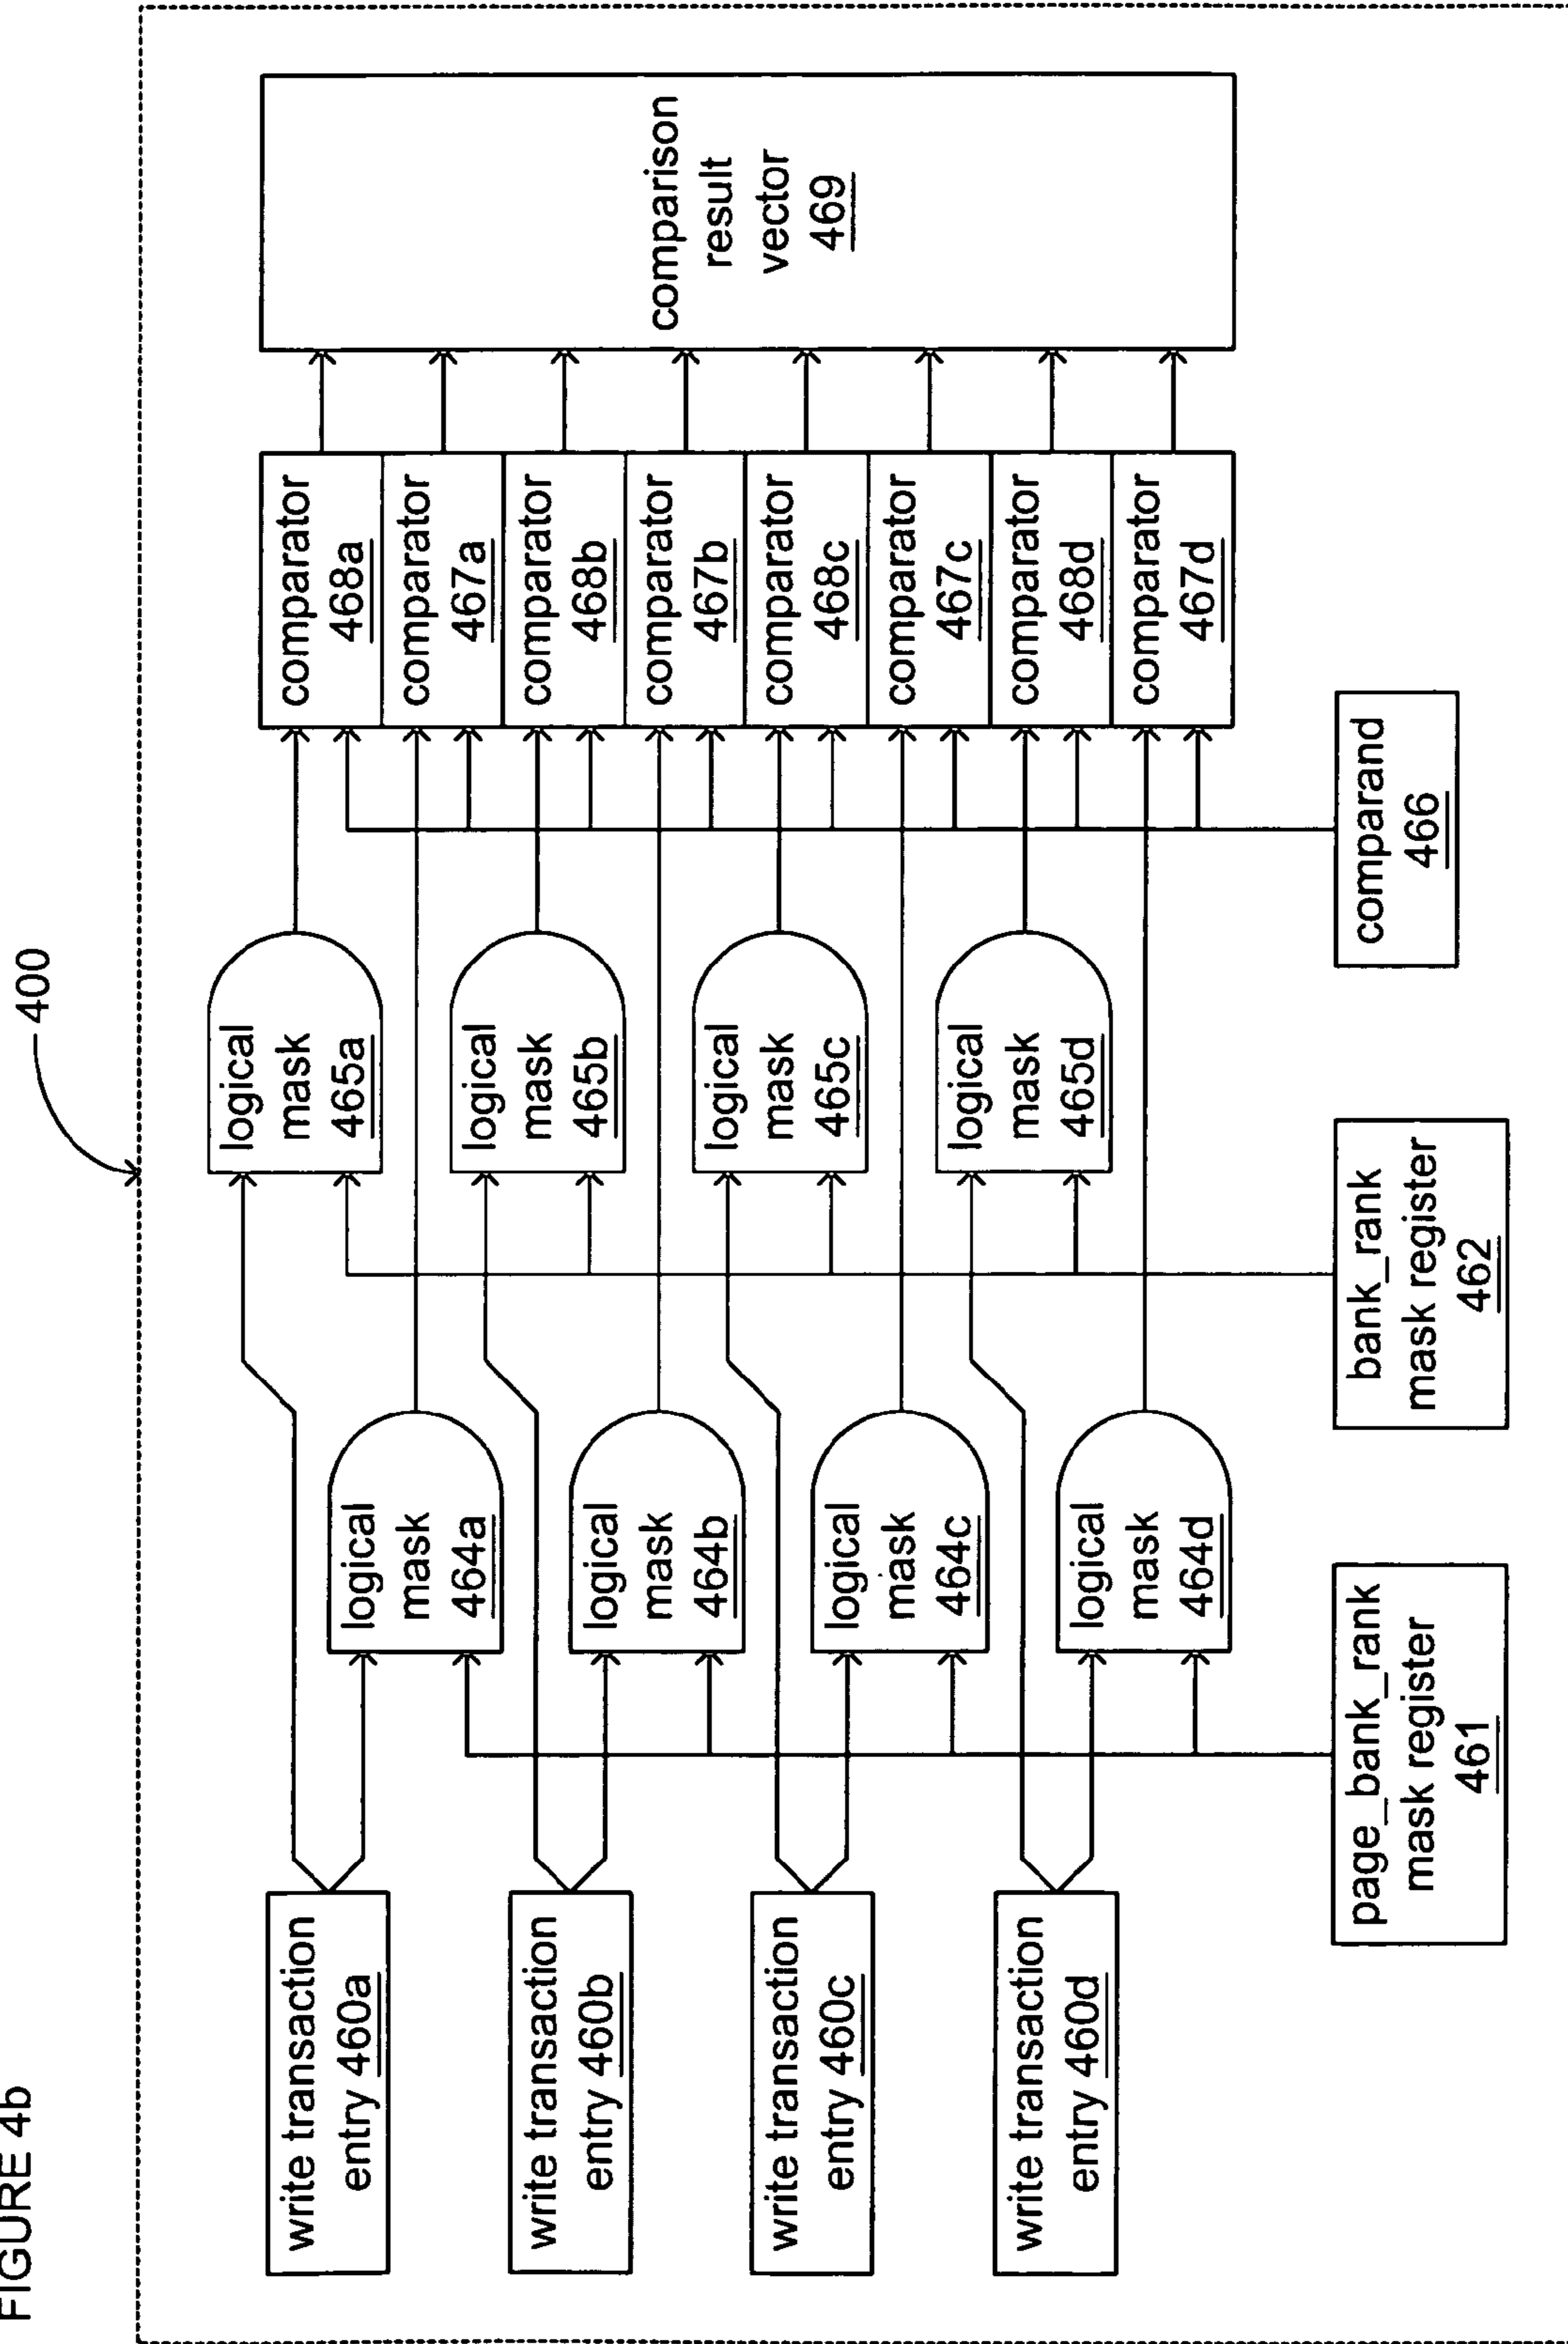 FIGURE 4b
400
write transaction
entry 460a
write transaction
entry 460b
write transaction
entry 460c
write transaction
entry 460d
logical
mask
464a
logical
mask
464b
logical
mask
464c
logical
mask
464d
page_bank_rank
mask register
461
logical
mask
465a
logical
mask
465b
logical
mask
465c
logical
mask
465d
bank_rank
mask register
462
comparator
468a
comparator
467a
comparator
468b
comparator
467b
comparator
468c
comparator
467c
comparator
468d
comparator
467d
comparand
466
comparison
result
vector
469